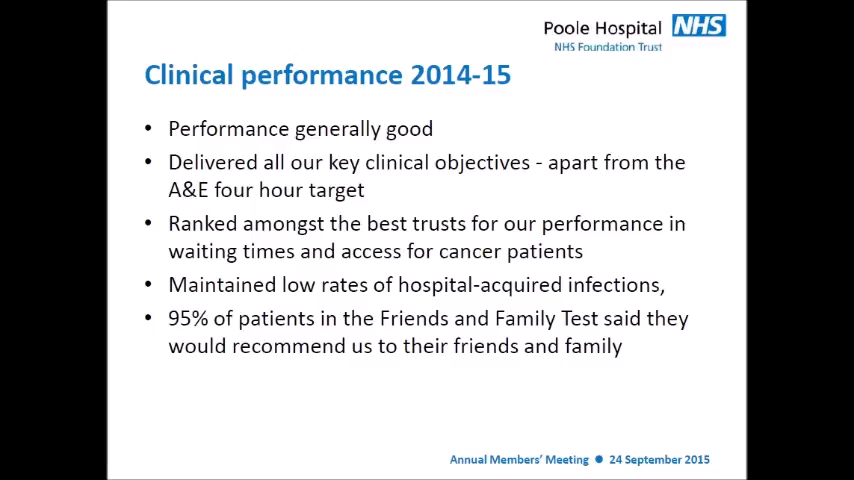 Poole Hospital NHS
NHS Foundation Trust
Clinical performance 2014-15
• Performance generally good
• Delivered all our key clinical objectives - apart from the
A&E four hour target
• Ranked amongst the best trusts for our performance in
waiting times and access for cancer patients
• Maintained low rates of hospital-acquired infections,
• 95% of patients in the Friends and Family Test said they
would recommend us to their friends and family
Annual Members' Meeting ● 24 September 2015